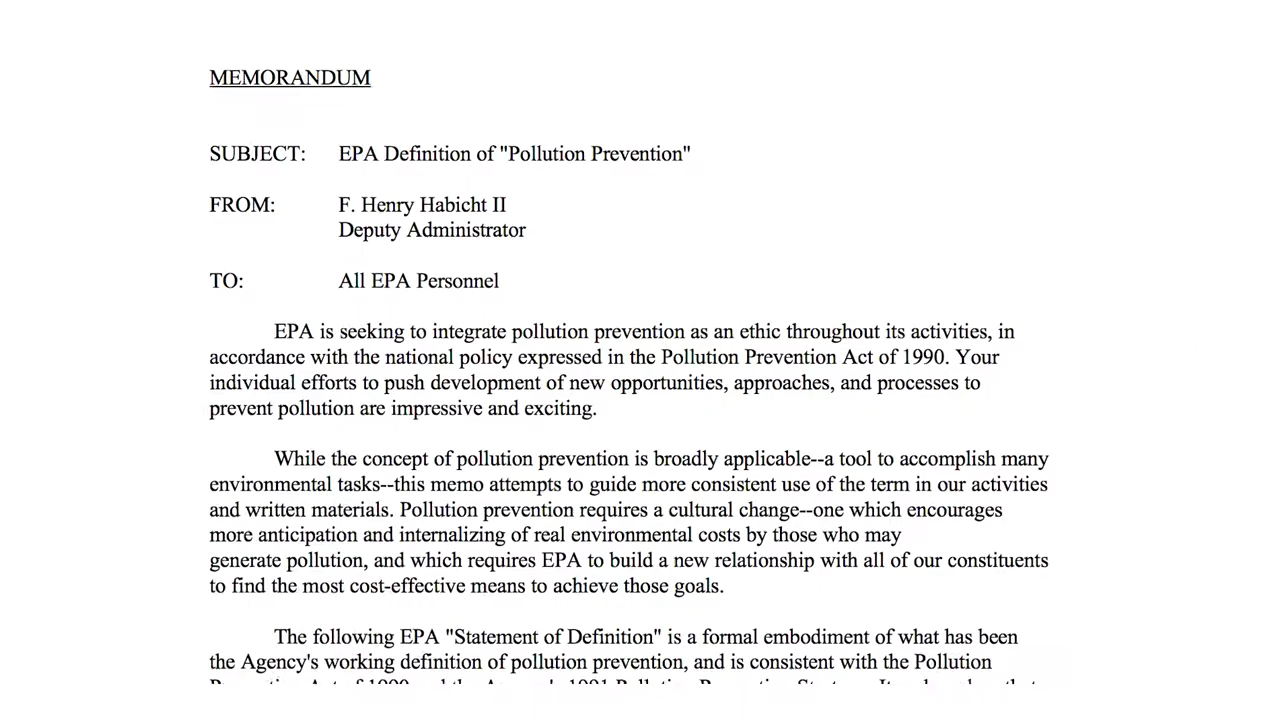 MEMORANDUM
SUBJECT: EPA Definition of "Pollution Prevention"
FROM: F. Henry Habicht II
Deputy Administrator
TO: All EPA Personnel
EPA is seeking to integrate pollution prevention as an ethic throughout its activities, in
accordance with the national policy expressed in the Pollution Prevention Act of 1990. Your
individual efforts to push development of new opportunities, approaches, and processes to
prevent pollution are impressive and exciting.
While the concept of pollution prevention is broadly applicable--a tool to accomplish many
environmental tasks--this memo attempts to guide more consistent use of the term in our activities
and written materials. Pollution prevention requires a cultural change--one which encourages
more anticipation and internalizing of real environmental costs by those who may
generate pollution, and which requires EPA to build a new relationship with all of our constituents
to find the most cost-effective means to achieve those goals.
The following EPA "Statement of Definition" is a formal embodiment of what has been
the Agency's working definition of pollution prevention, and is consistent with the Pollution